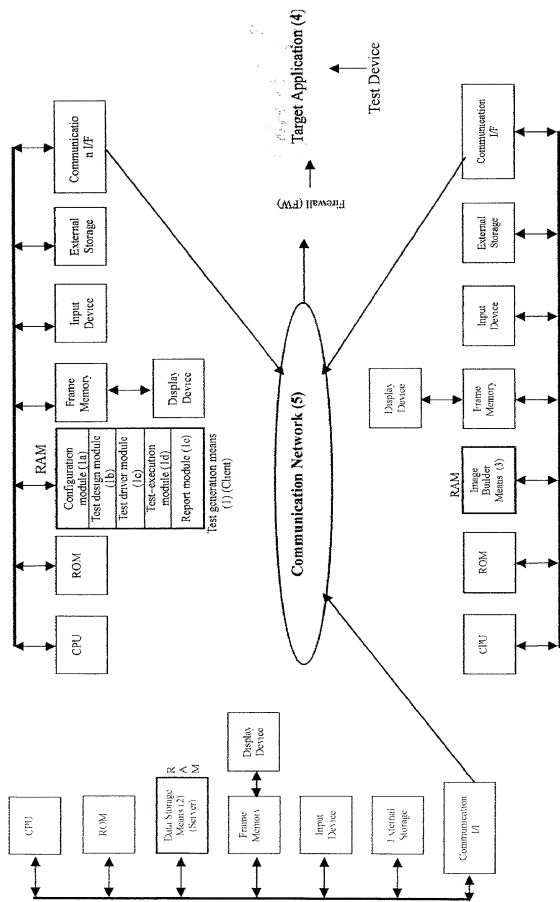 CPU
ROM
RAM
Configuration
module (1a)
Test design module
(1b)
Test driver module
(1c)
Test-execution
module (1d)
Report module (1e)
Test generation means
(1) (Client)
Frame
Memory
Display
Device
Input
Device
External
Storage
Communicatio
n I/F
CPU
ROM
Data Storage
Means (2)
(Server)
R
A
M
Frame
Memory
Display
Device
Input
Device
External
Storage
Communication
I/F
Communication Network (5)
Firewall (FW)
Target Application (4)
Test Device
CPU
ROM
RAM
Image
Builder
Means (3)
Frame
Memory
Display
Device
Input
Device
External
Storage
Communication
I/F